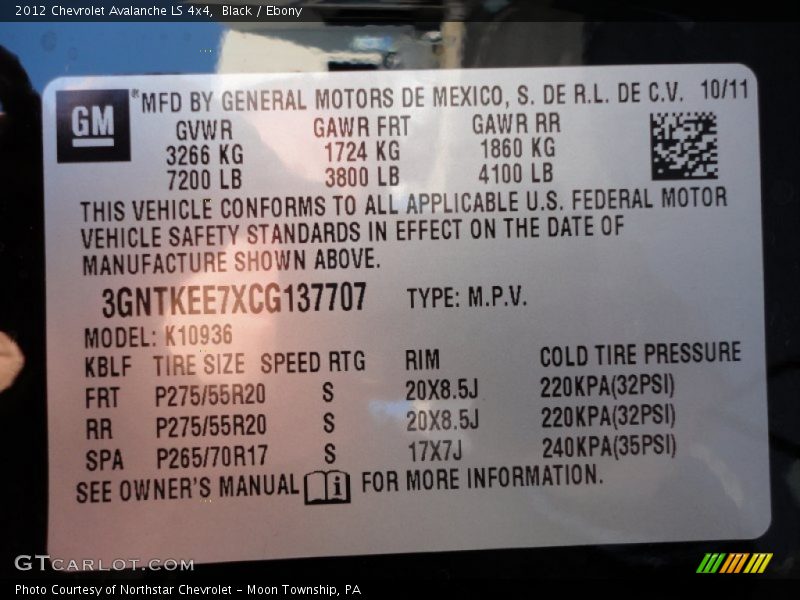 2012 Chevrolet Avalanche LS 4x4, Black / Ebony
GM ® MFD BY GENERAL MOTORS DE MEXICO, S. DE R.L. DE C.V. 10/11
GVWR GAWR FRT GAWR RR
3266 KG 1724 KG 1860 KG
7200 LB 3800 LB 4100 LB
THIS VEHICLE CONFORMS TO ALL APPLICABLE U.S. FEDERAL MOTOR
VEHICLE SAFETY STANDARDS IN EFFECT ON THE DATE OF
MANUFACTURE SHOWN ABOVE.
3GNTKEE7XCG137707 TYPE: M.P.V.
MODEL: K10936
KBLF TIRE SIZE SPEED RTG RIM COLD TIRE PRESSURE
FRT P275/55R20 S 20X8.5J 220KPA(32PSI)
RR P275/55R20 S 20X8.5J 220KPA(32PSI)
SPA P265/70R17 S 17X7J 240KPA(35PSI)
SEE OWNER'S MANUAL i FOR MORE INFORMATION.
GTCARLOT.COM
Photo Courtesy of Northstar Chevrolet - Moon Township, PA